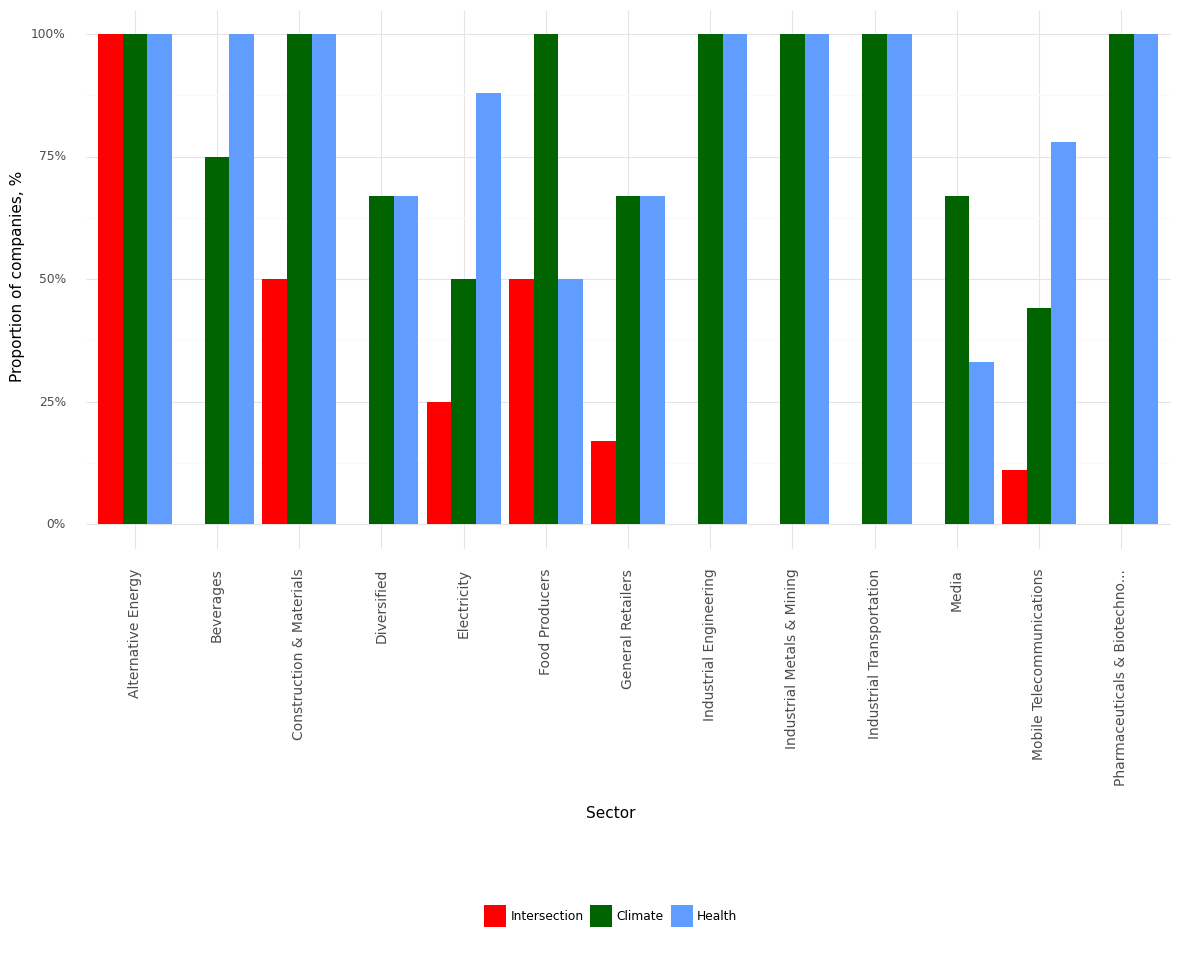 Proportion of companies, %
100%
75%
50%
25%
0%
Alternative Energy
Beverages
Construction & Materials
Diversified
Electricity
Food Producers
General Retailers
Industrial Engineering
Industrial Metals & Mining
Industrial Transportation
Media
Mobile Telecommunications
Pharmaceuticals & Biotechno...
Sector
Intersection
Climate
Health